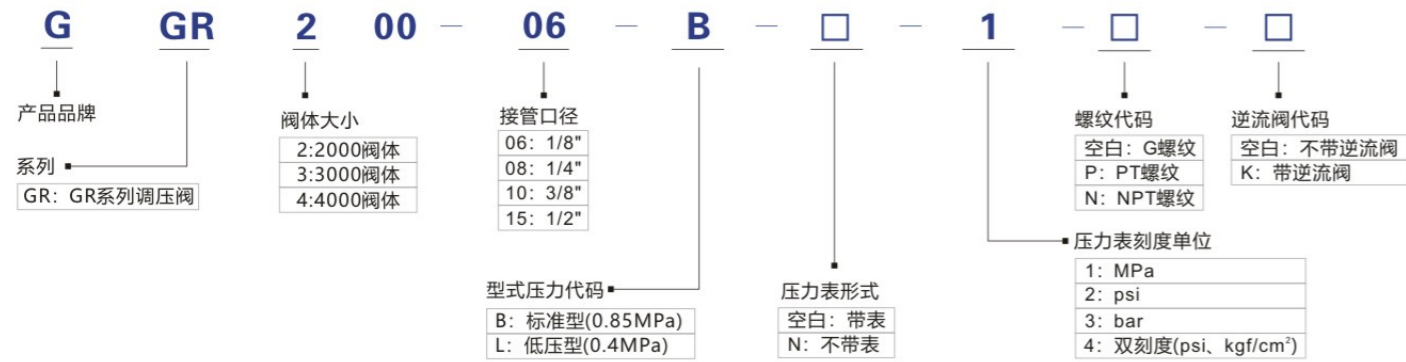 G GR 2 00 - 06 - B - □ - 1 - □ - □
产品品牌
系列
GR：GR系列调压阀
阀体大小
2:2000阀体
3:3000阀体
4:4000阀体
接管口径
06：1/8"
08：1/4"
10：3/8"
15：1/2"
型式压力代码
B：标准型(0.85MPa)
L：低压型(0.4MPa)
压力表形式
空白：带表
N：不带表
螺纹代码
空白：G螺纹
P：PT螺纹
N：NPT螺纹
逆流阀代码
空白：不带逆流阀
K：带逆流阀
压力表刻度单位
1：MPa
2：psi
3：bar
4：双刻度(psi、kgf/cm²)